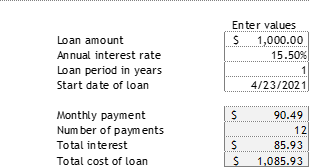 Enter values
Loan amount $ 1,000.00
Annual interest rate 15.50%
Loan period in years 1
Start date of loan 4/23/2021
Monthly payment $ 90.49
Number of payments 12
Total interest $ 85.93
Total cost of loan $ 1,085.93